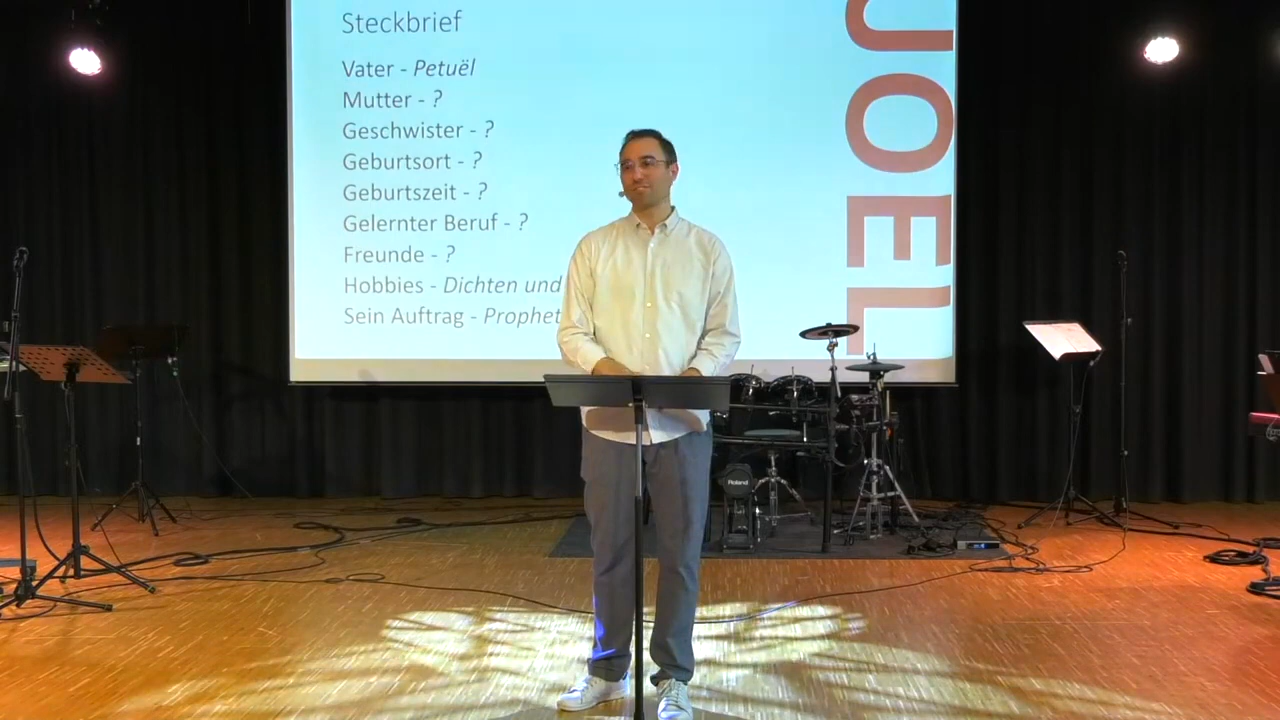 Steckbrief
Vater - Petuël
Mutter - ?
Geschwister - ?
Geburtsort - ?
Geburtszeit - ?
Gelernter Beruf - ?
Freunde - ?
Hobbies - Dichten und
Sein Auftrag - Prophet
JOEL
Roland